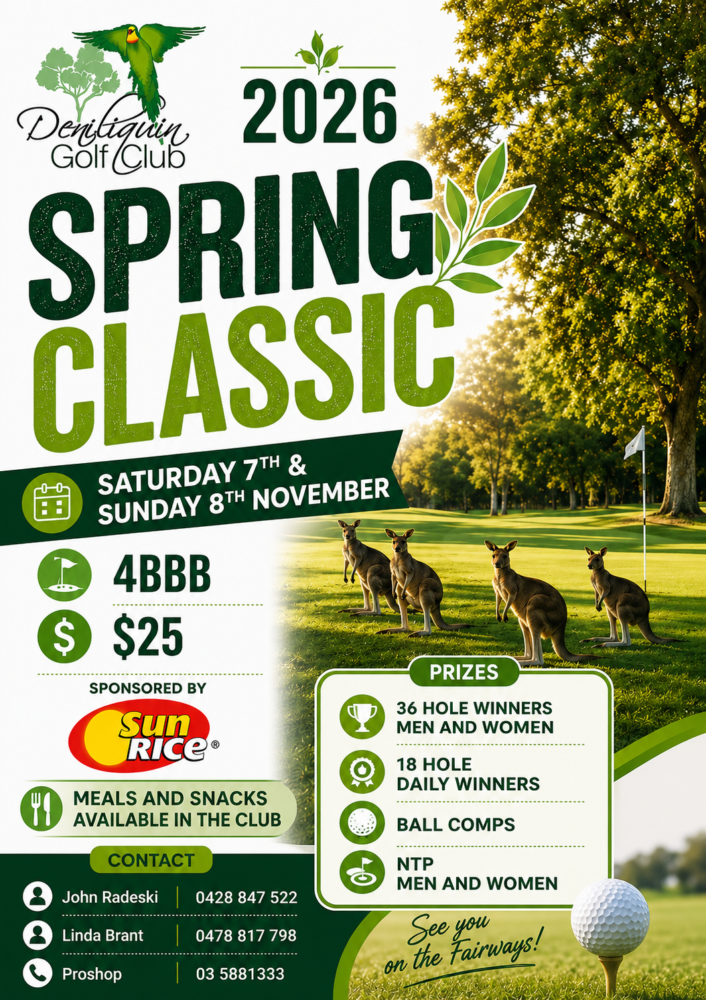 Deniliquin
Golf Club
2026
SPRING
CLASSIC
SATURDAY 7TH &
SUNDAY 8TH NOVEMBER
4BBB
$25
SPONSORED BY
Sun
RICE®
MEALS AND SNACKS
AVAILABLE IN THE CLUB
CONTACT
John Radeski 0428 847 522
Linda Brant 0478 817 798
Proshop 03 5881333
PRIZES
36 HOLE WINNERS
MEN AND WOMEN
18 HOLE
DAILY WINNERS
BALL COMPS
NTP
MEN AND WOMEN
See you
on the Fairways!